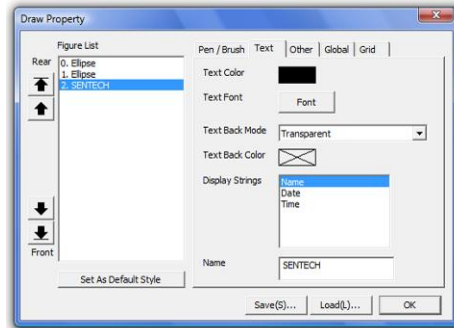 Draw Property
Figure List
Rear
0. Ellipse
1. Ellipse
2. SENTECH
Front
Set As Default Style
Pen / Brush
Text
Other
Global
Grid
Text Color
Text Font
Font
Text Back Mode
Transparent
Text Back Color
Display Strings
Name
Date
Time
Name
SENTECH
Save(S)...
Load(L)...
OK